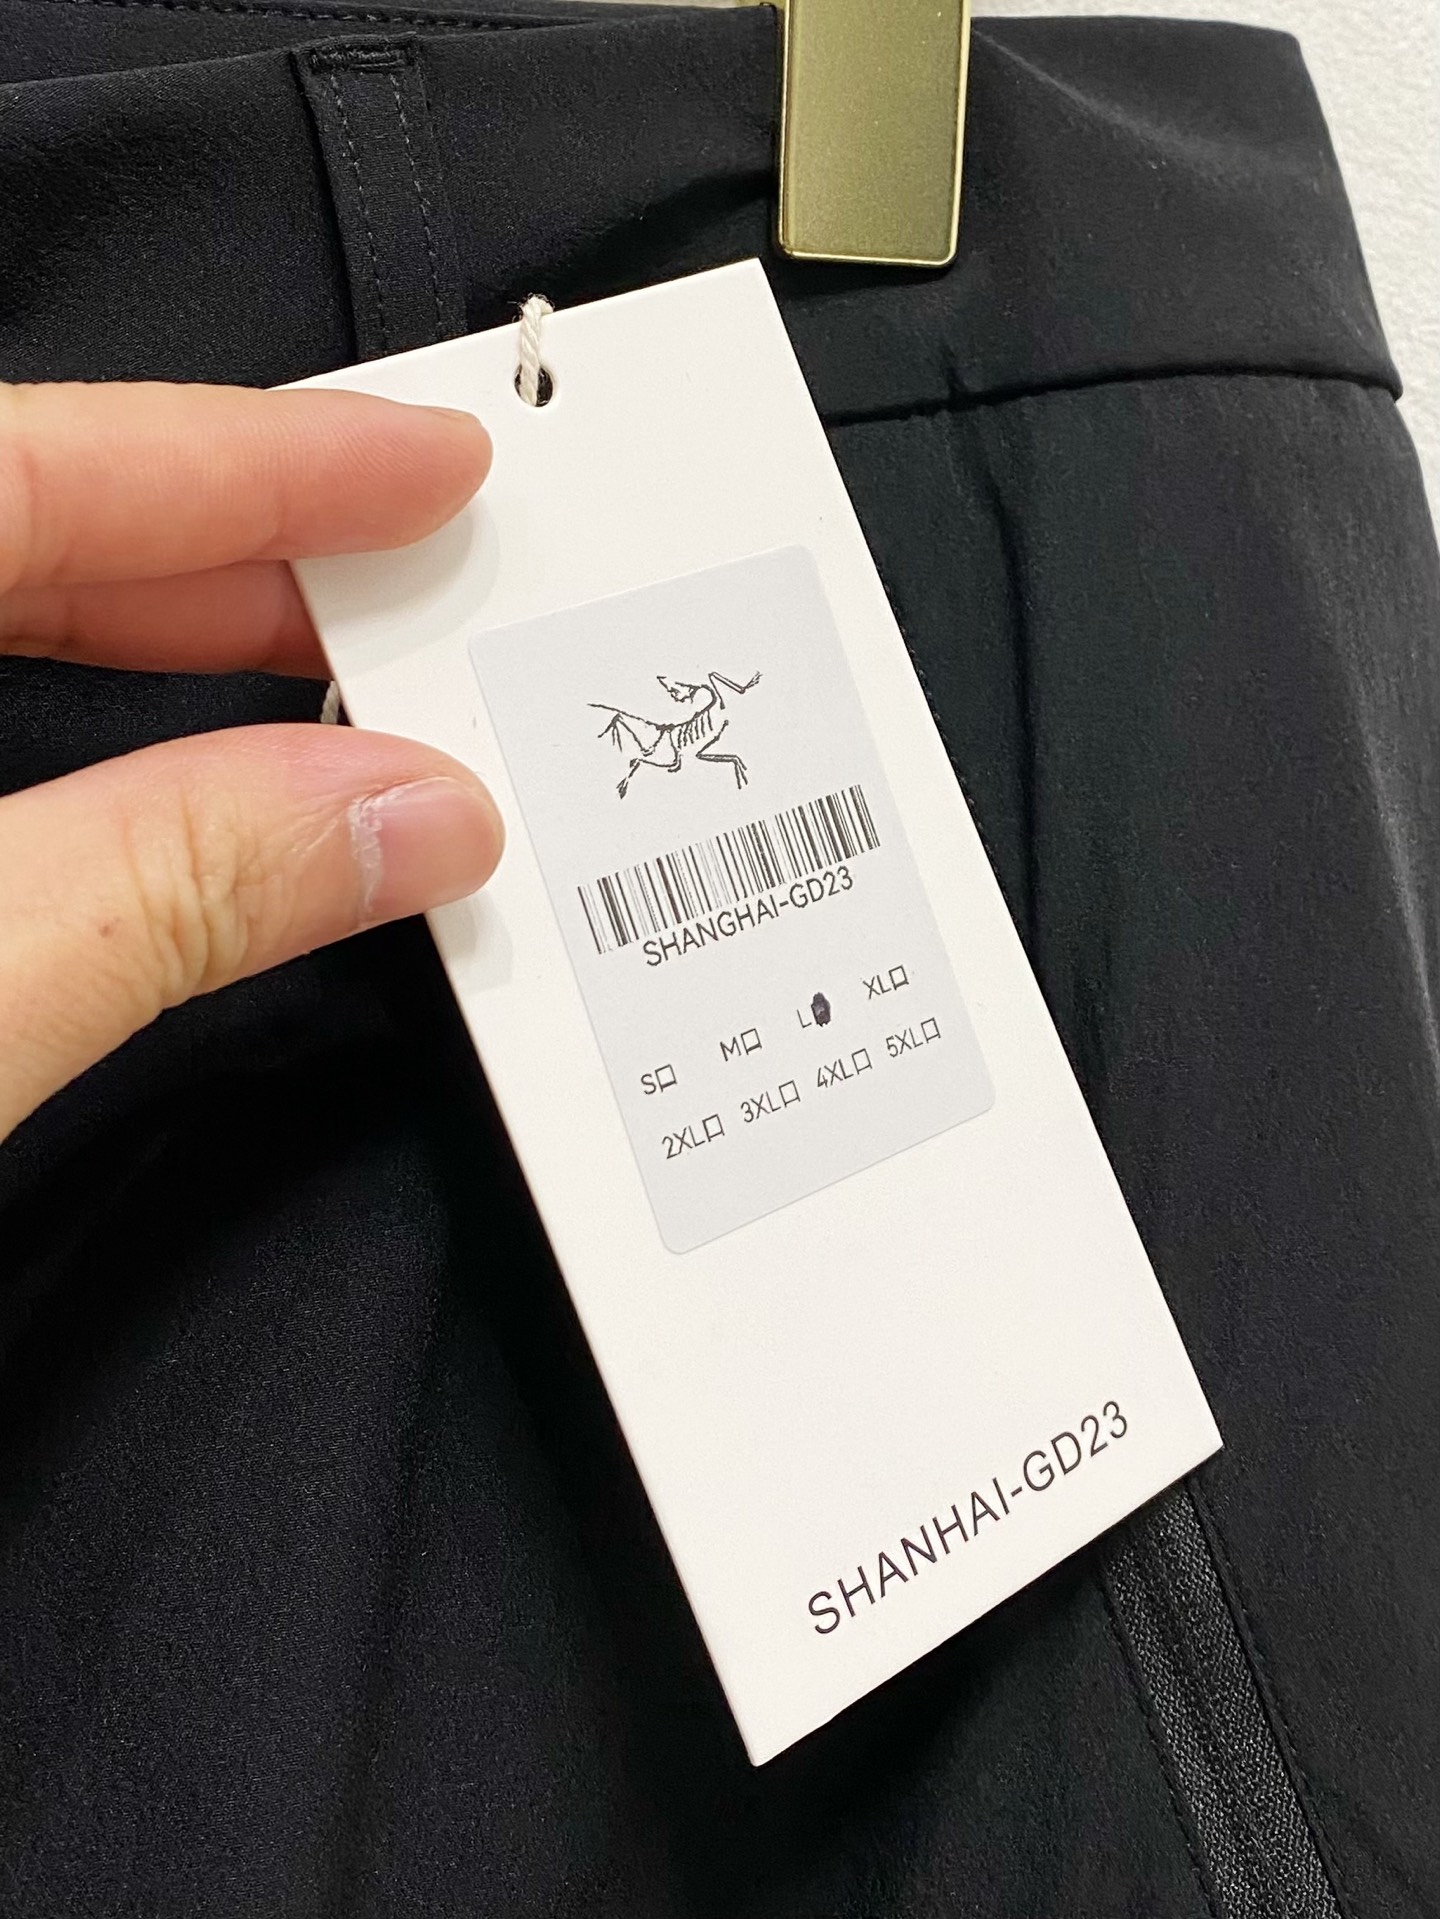 SHANGHAI-GD23
S□ M□ L■ XL□
2XL□ 3XL□ 4XL□ 5XL□
SHANHAI-GD23